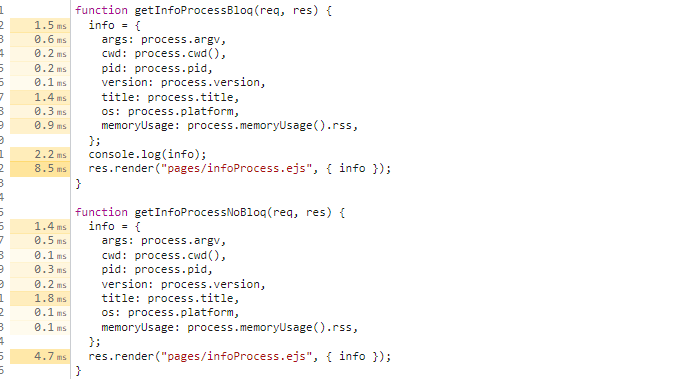 1 function getInfoProcessBloq(req, res) {
2 1.5 ms info = {
3 0.6 ms args: process.argv,
4 0.2 ms cwd: process.cwd(),
5 0.2 ms pid: process.pid,
6 0.1 ms version: process.version,
7 1.4 ms title: process.title,
8 0.3 ms os: process.platform,
9 0.9 ms memoryUsage: process.memoryUsage().rss,
0 };
1 2.2 ms console.log(info);
2 8.5 ms res.render("pages/infoProcess.ejs", { info });
3 }
4
5 function getInfoProcessNoBloq(req, res) {
6 1.4 ms info = {
7 0.5 ms args: process.argv,
8 0.1 ms cwd: process.cwd(),
9 0.3 ms pid: process.pid,
0 0.2 ms version: process.version,
1 1.8 ms title: process.title,
2 0.1 ms os: process.platform,
3 0.1 ms memoryUsage: process.memoryUsage().rss,
4 };
5 4.7 ms res.render("pages/infoProcess.ejs", { info });
6 }